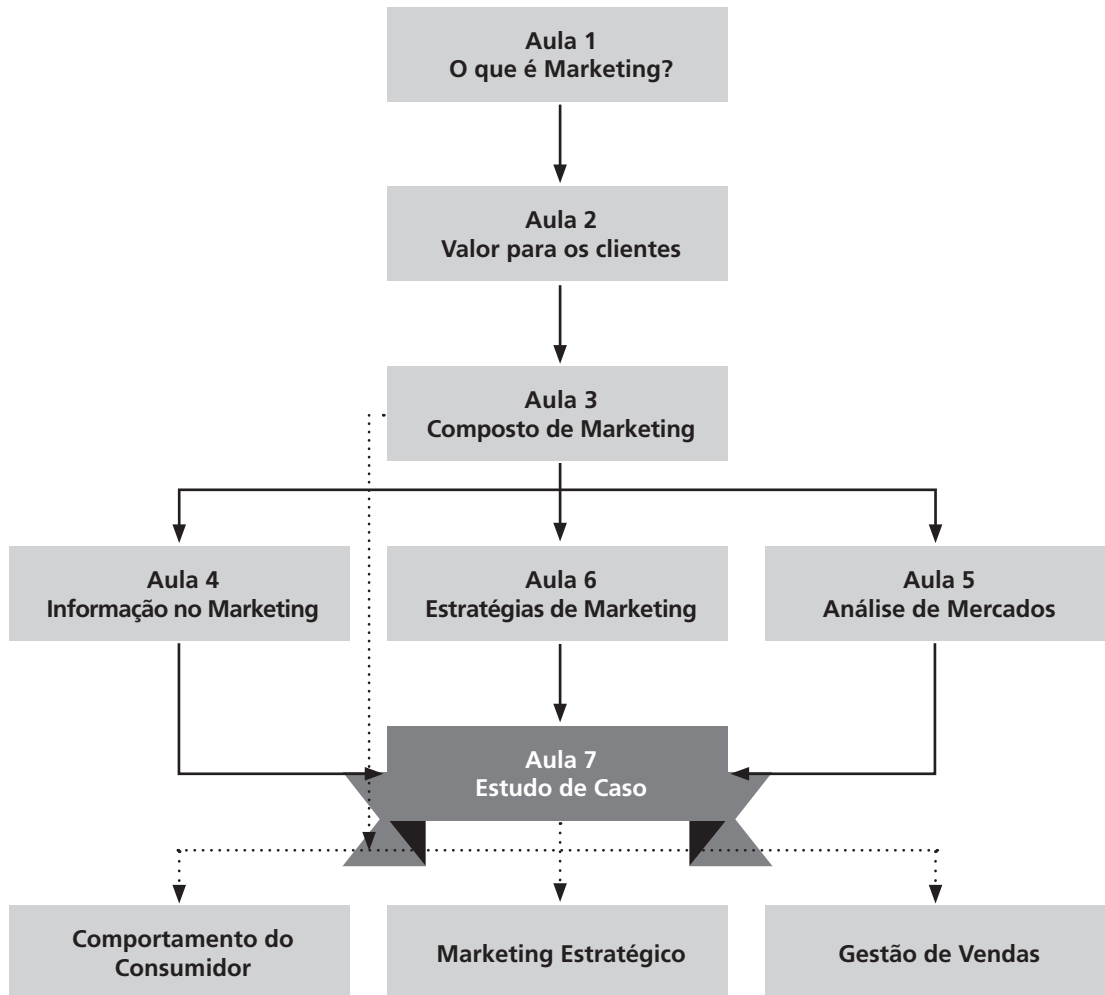 Aula 1
O que é Marketing?
Aula 2
Valor para os clientes
Aula 3
Composto de Marketing
Aula 4
Informação no Marketing
Aula 6
Estratégias de Marketing
Aula 5
Análise de Mercados
Aula 7
Estudo de Caso
Comportamento do
Consumidor
Marketing Estratégico
Gestão de Vendas